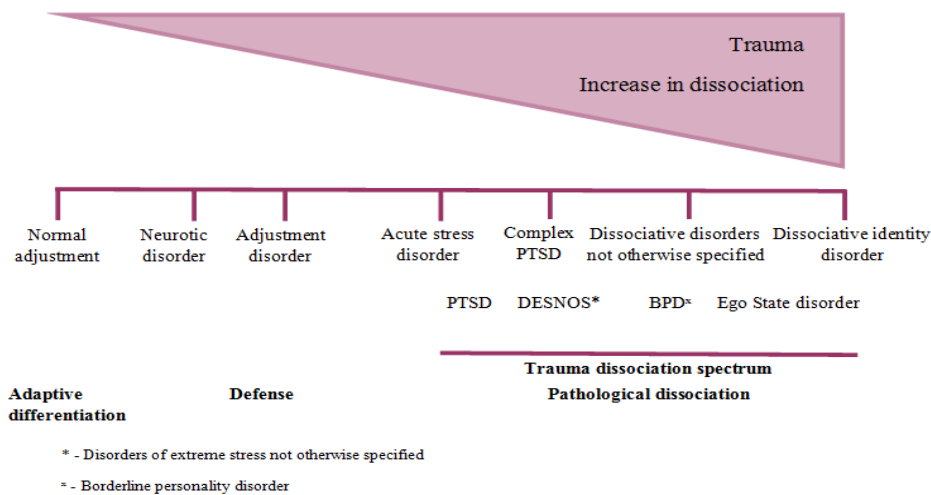 Trauma
Increase in dissociation
Normal adjustment
Neurotic disorder
Adjustment disorder
Acute stress disorder
Complex PTSD
Dissociative disorders not otherwise specified
Dissociative identity disorder
PTSD
DESNOS*
BPDˣ
Ego State disorder
Trauma dissociation spectrum
Adaptive differentiation
Defense
Pathological dissociation
* - Disorders of extreme stress not otherwise specified
ˣ - Borderline personality disorder